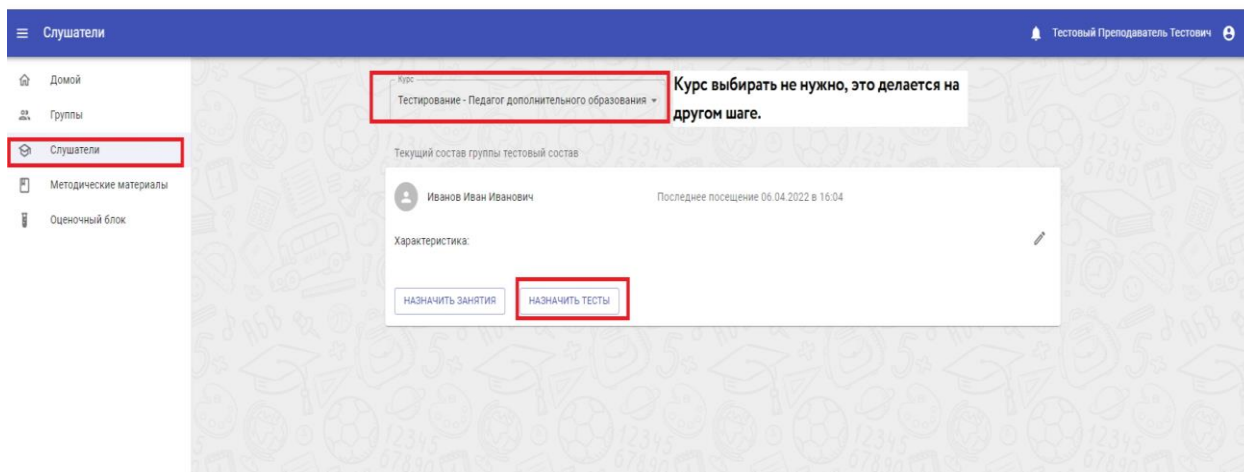 Слушатели
Тестовый Преподаватель Тестович
Домой
Группы
Слушатели
Методические материалы
Оценочный блок
Курс
Тестирование - Педагог дополнительного образования
Курс выбирать не нужно, это делается на
другом шаге.
Текущий состав группы тестовый состав
Иванов Иван Иванович
Последнее посещение 06.04.2022 в 16:04
Характеристика:
НАЗНАЧИТЬ ЗАНЯТИЯ
НАЗНАЧИТЬ ТЕСТЫ